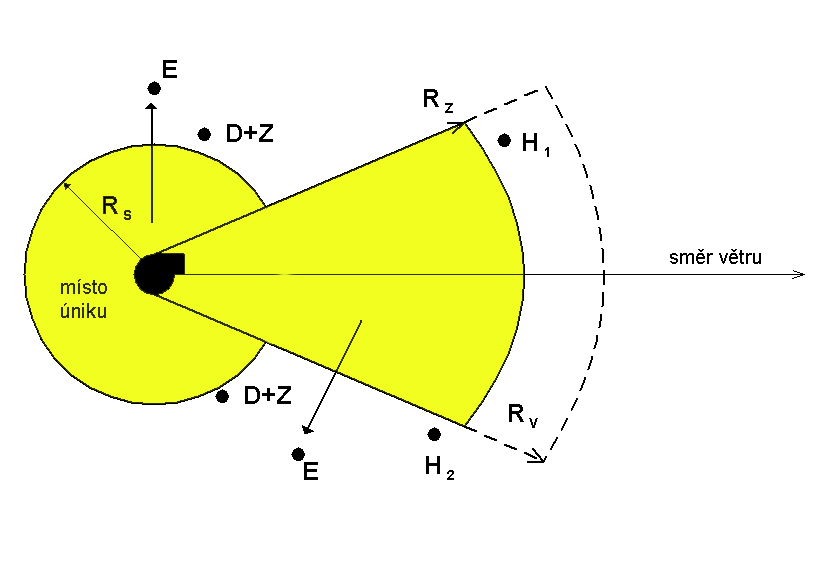 E
D+Z
R z
H 1
R s
směr větru
místo
úniku
D+Z
R v
H 2
E